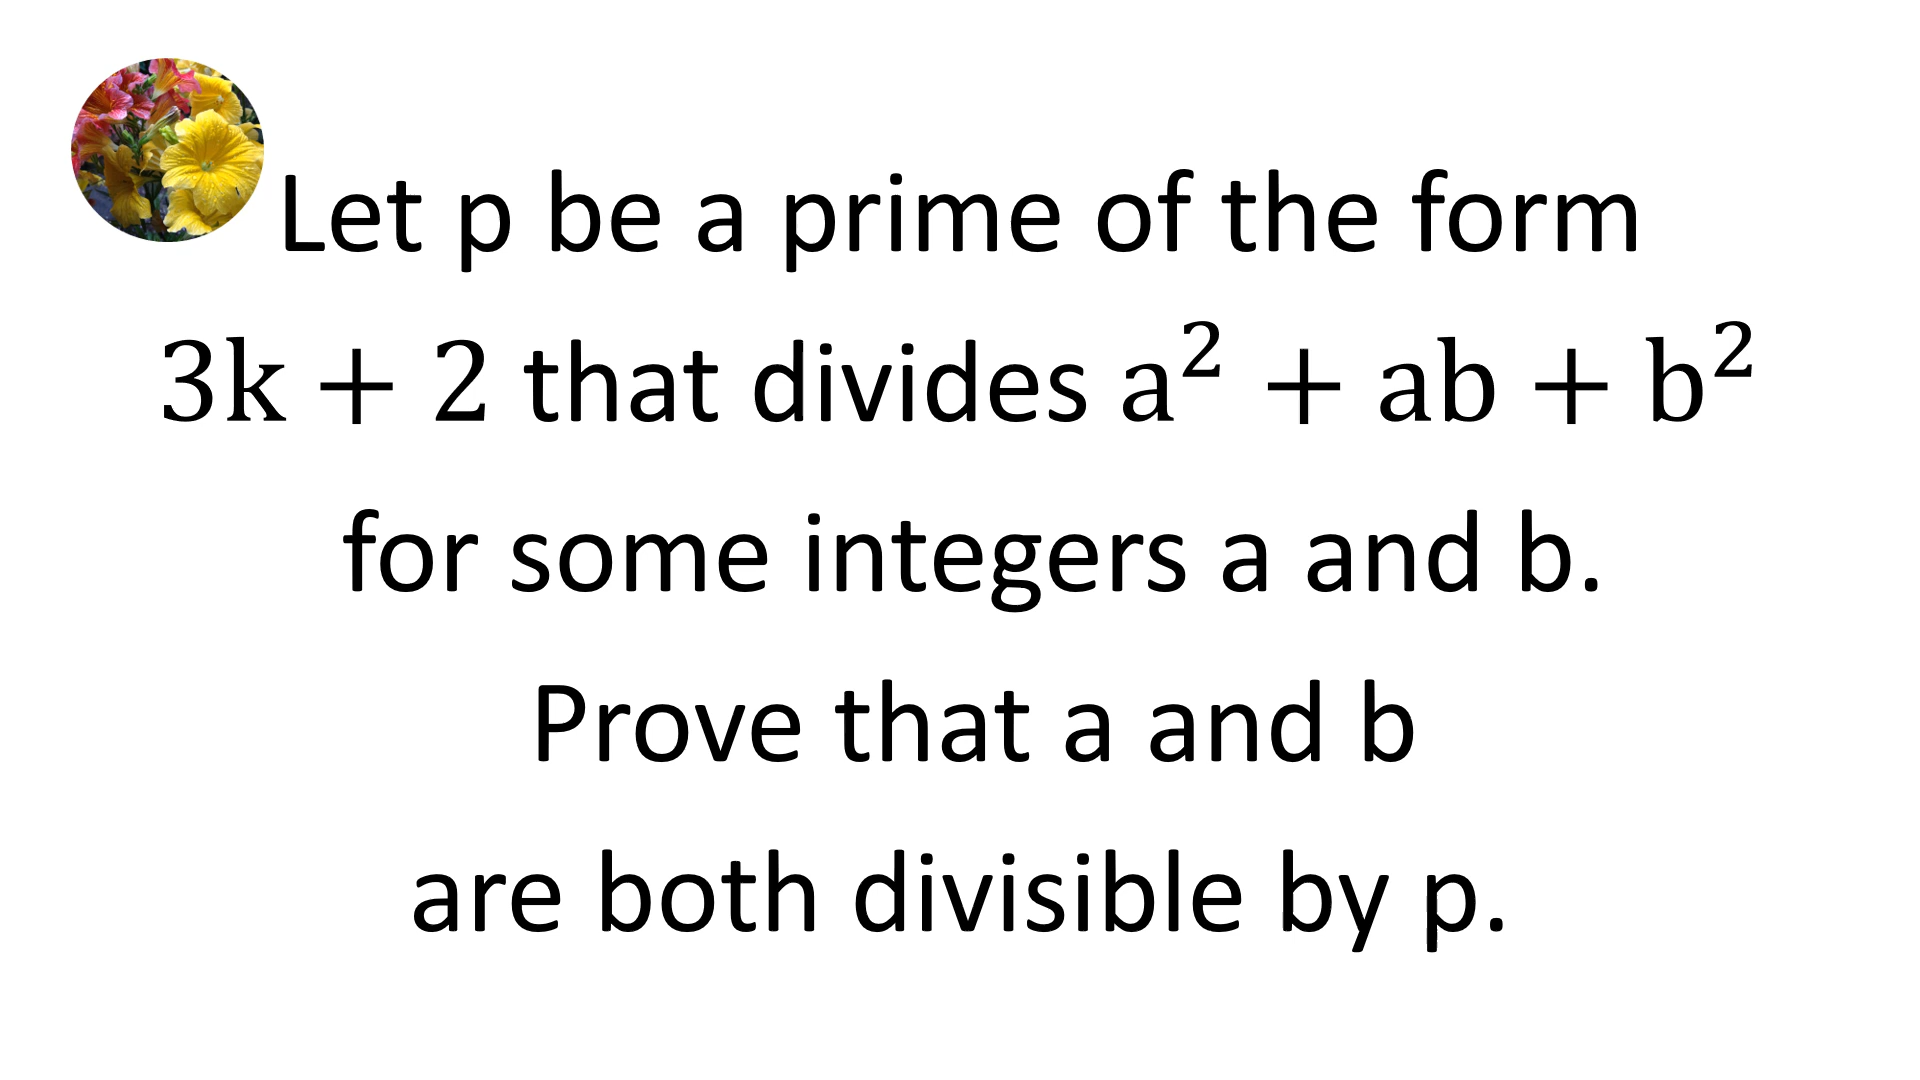 Let p be a prime of the form
3k + 2 that divides a² + ab + b²
for some integers a and b.
Prove that a and b
are both divisible by p.